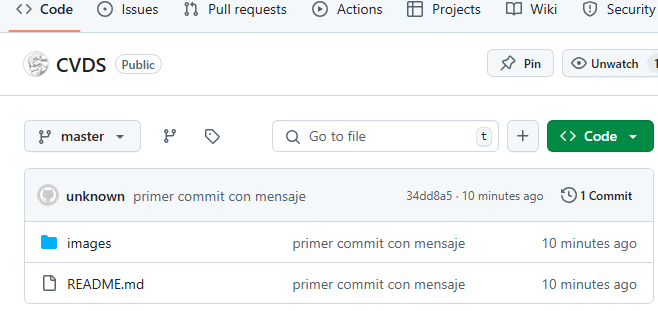 Code Issues Pull requests Actions Projects Wiki Security
CVDS Public Pin Unwatch 1
master Go to file t Code
unknown primer commit con mensaje 34dd8a5 · 10 minutes ago 1 Commit
images primer commit con mensaje 10 minutes ago
README.md primer commit con mensaje 10 minutes ago